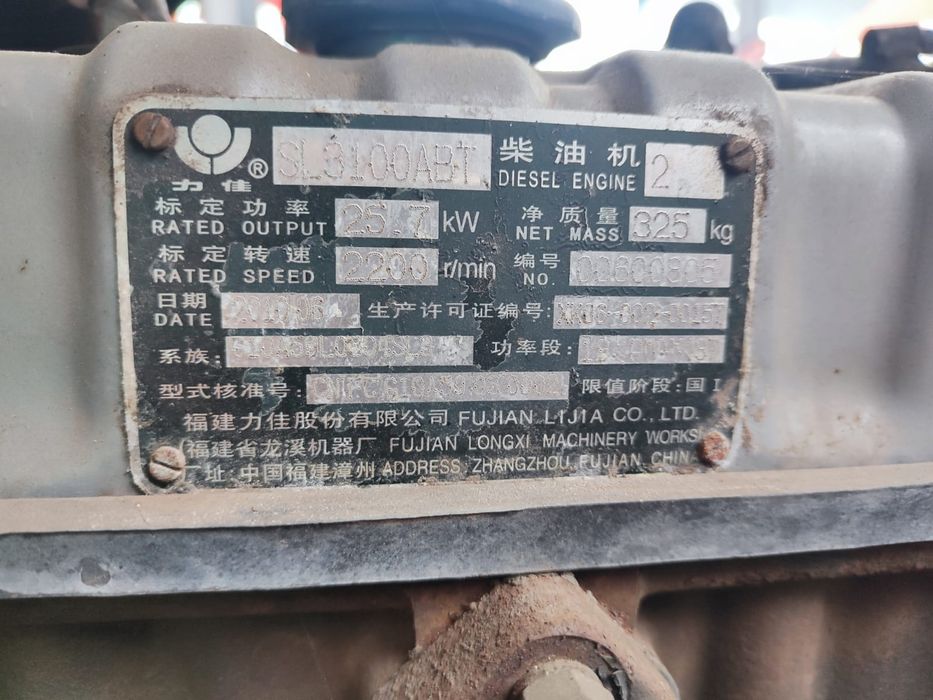 力佳 ® SL3100ABT 柴油机 DIESEL ENGINE 2
标定功率 RATED OUTPUT 25.7 kW 净质量 NET MASS 325 kg
标定转速 RATED SPEED 2200 r/min 编号 NO.
日期 DATE 生产许可证编号:
系族: 功率段:
型式核准号: 限值阶段:国I
福建力佳股份有限公司 FUJIAN LIJIA CO.,LTD.
(福建省龙溪机器厂 FUJIAN LONGXI MACHINERY WORKS
址 中国福建漳州 ADDRESS, ZHANGZHOU, FUJIAN, CHIN